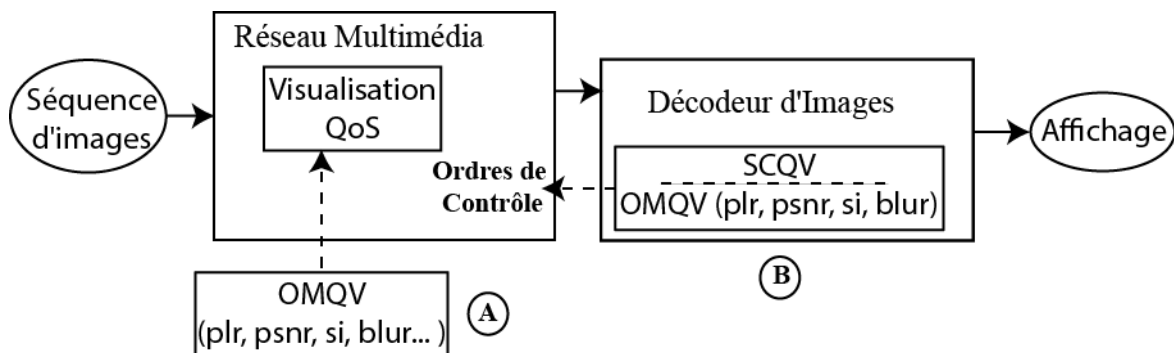 Séquence
d'images
Réseau Multimédia
Visualisation
QoS
Ordres de
Contrôle
OMQV
(plr, psnr, si, blur... )
A
Décodeur d'Images
SCQV
OMQV (plr, psnr, si, blur)
B
Affichage